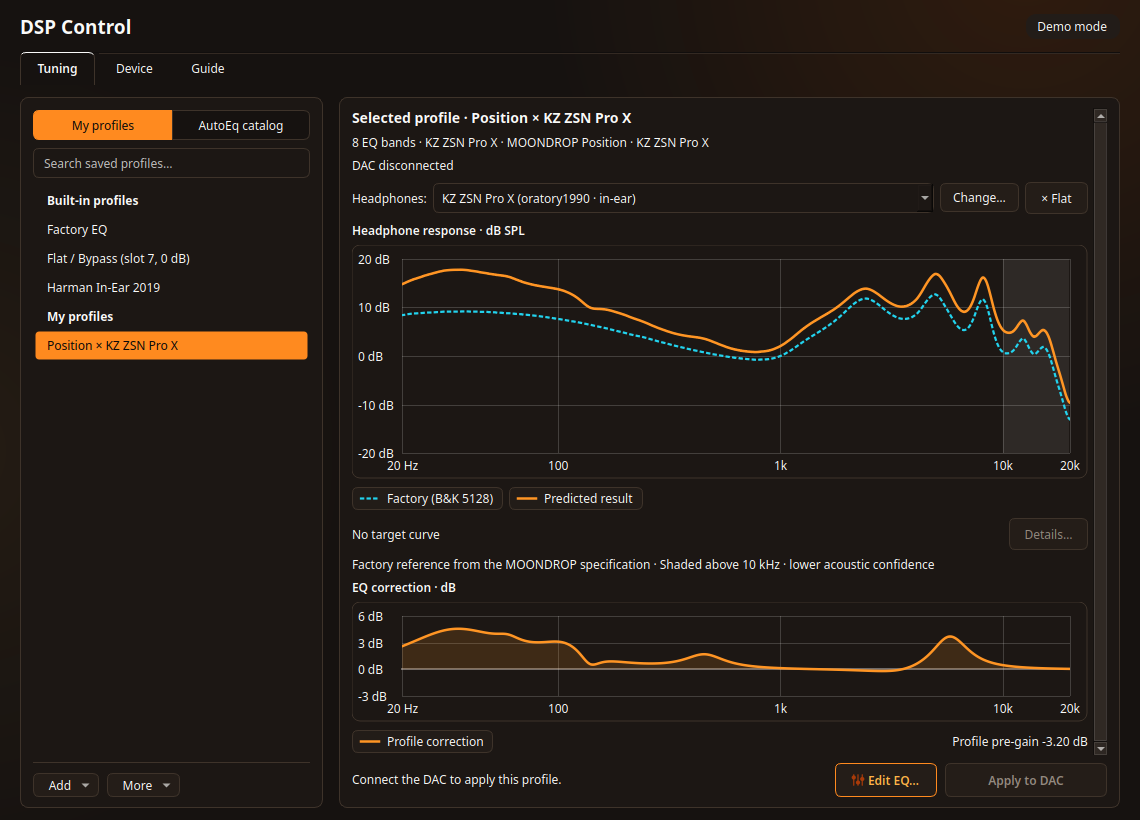 DSP Control
Demo mode
Tuning Device Guide
My profiles AutoEq catalog
Search saved profiles...
Built-in profiles
Factory EQ
Flat / Bypass (slot 7, 0 dB)
Harman In-Ear 2019
My profiles
Position × KZ ZSN Pro X
Add More
Selected profile · Position × KZ ZSN Pro X
8 EQ bands · KZ ZSN Pro X · MOONDROP Position · KZ ZSN Pro X
DAC disconnected
Headphones: KZ ZSN Pro X (oratory1990 · in-ear) Change... × Flat
Headphone response · dB SPL
20 dB
10 dB
0 dB
-10 dB
-20 dB
20 Hz 100 1k 10k 20k
Factory (B&K 5128) Predicted result
No target curve Details...
Factory reference from the MOONDROP specification · Shaded above 10 kHz · lower acoustic confidence
EQ correction · dB
6 dB
3 dB
0 dB
-3 dB
20 Hz 100 1k 10k 20k
Profile correction Profile pre-gain -3.20 dB
Connect the DAC to apply this profile. Edit EQ... Apply to DAC